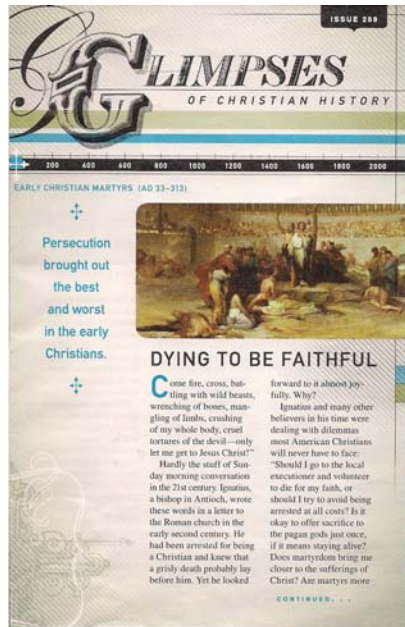 ISSUE 288
GLIMPSES
OF CHRISTIAN HISTORY
200 400 600 800 1000 1200 1400 1600 1800 2000
EARLY CHRISTIAN MARTYRS (AD 33–313)
Persecution
brought out
the best
and worst
in the early
Christians.
DYING TO BE FAITHFUL
Come fire, cross, bat-
tling with wild beasts,
wrenching of bones, man-
gling of limbs, crushing
of my whole body, cruel
tortures of the devil—only
let me get to Jesus Christ!"
Hardly the stuff of Sun-
day morning conversation
in the 21st century. Ignatius,
a bishop in Antioch, wrote
these words in a letter to
the Roman church in the
early second century. He
had been arrested for being
a Christian and knew that
a grisly death probably lay
before him. Yet he looked
forward to it almost joy-
fully. Why?
Ignatius and many other
believers in his time were
dealing with dilemmas
most American Christians
will never have to face:
"Should I go to the local
executioner and volunteer
to die for my faith, or
should I try to avoid being
arrested at all costs? Is it
okay to offer sacrifice to
the pagan gods just once,
if it means staying alive?
Does martyrdom bring me
closer to the sufferings of
Christ? Are martyrs more
CONTINUED. . .